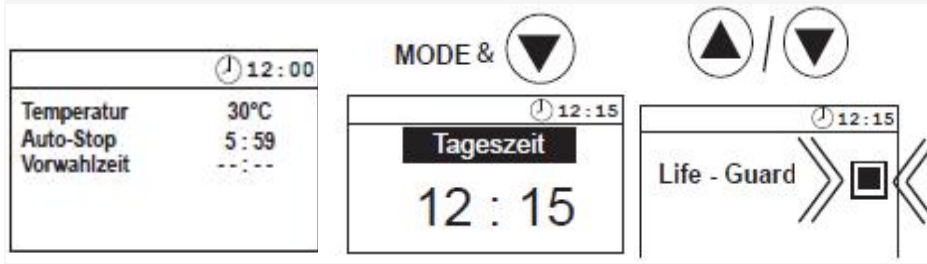 12:00
Temperatur 30°C
Auto-Stop 5:59
Vorwahlzeit --:--
MODE &
12:15
Tageszeit
12 : 15
/
12:15
Life - Guard